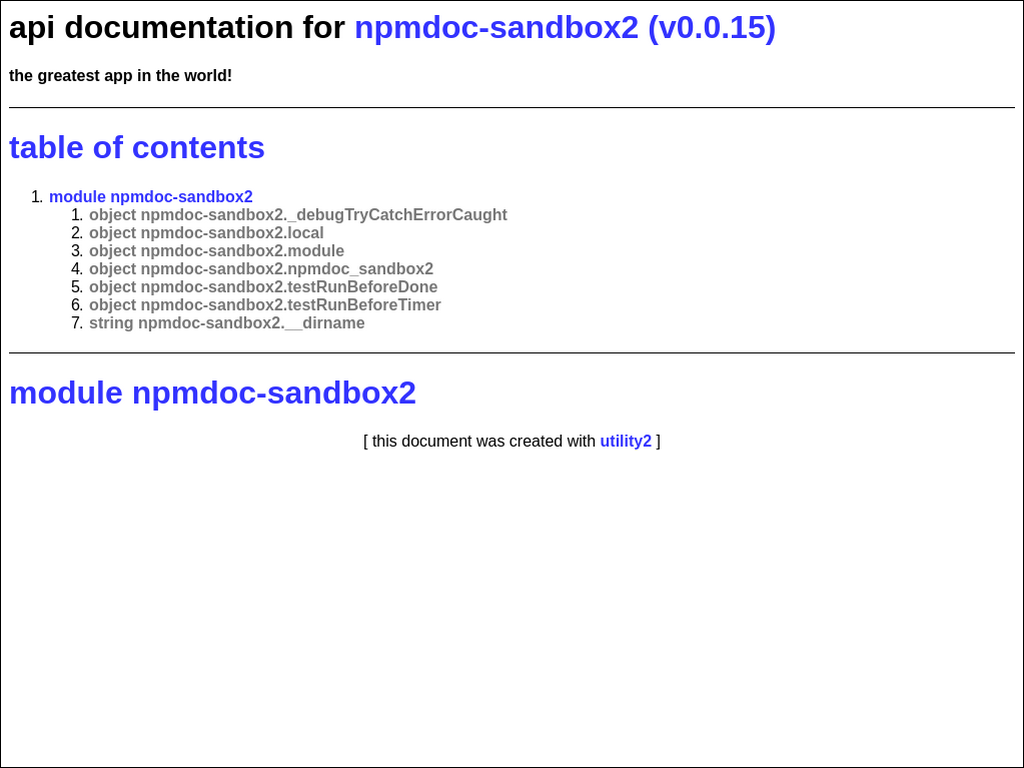 api documentation for npmdoc-sandbox2 (v0.0.15)
the greatest app in the world!
table of contents
1. module npmdoc-sandbox2
1. object npmdoc-sandbox2._debugTryCatchErrorCaught
2. object npmdoc-sandbox2.local
3. object npmdoc-sandbox2.module
4. object npmdoc-sandbox2.npmdoc_sandbox2
5. object npmdoc-sandbox2.testRunBeforeDone
6. object npmdoc-sandbox2.testRunBeforeTimer
7. string npmdoc-sandbox2.__dirname
module npmdoc-sandbox2
[ this document was created with utility2 ]